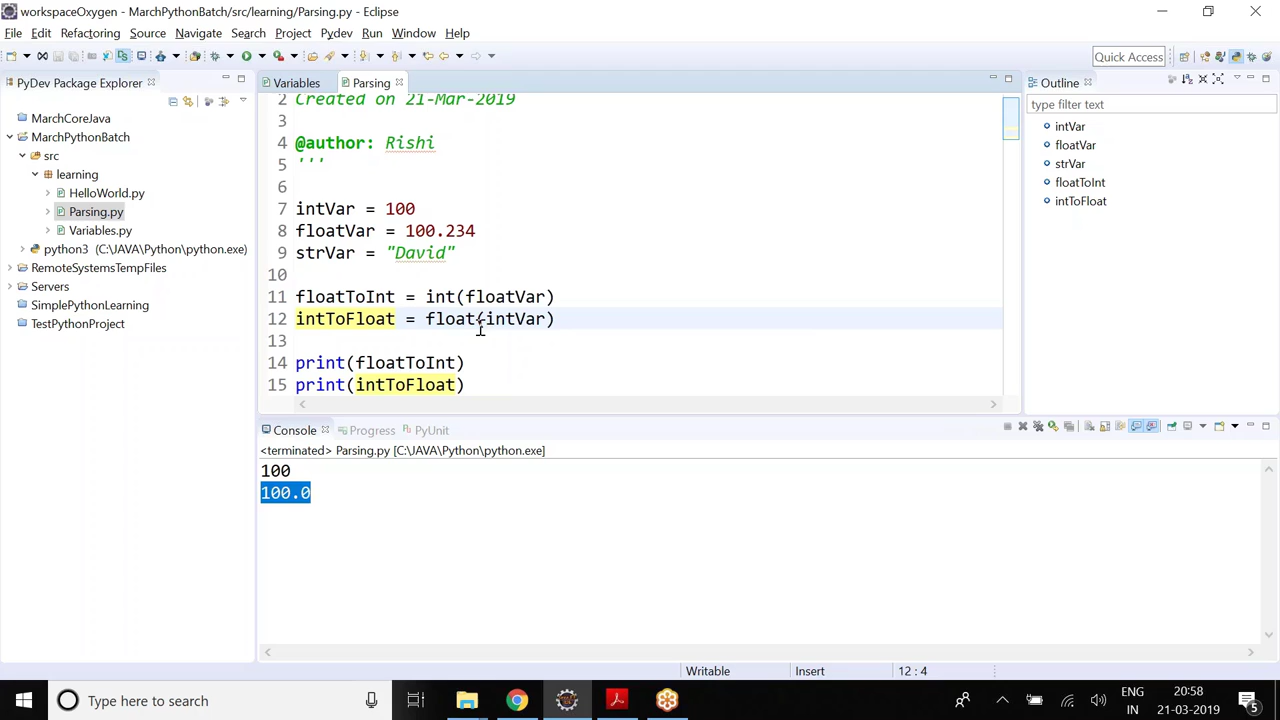 workspaceOxygen - MarchPythonBatch/src/learning/Parsing.py - Eclipse
File Edit Refactoring Source Navigate Search Project Pydev Run Window Help
Quick Access
PyDev Package Explorer
MarchCoreJava
MarchPythonBatch
src
learning
HelloWorld.py
Parsing.py
Variables.py
python3 (C:\JAVA\Python\python.exe)
RemoteSystemsTempFiles
Servers
SimplePythonLearning
TestPythonProject
Variables Parsing
2 Created on 21-Mar-2019
3
4 @author: Rishi
5 '''
6
7 intVar = 100
8 floatVar = 100.234
9 strVar = "David"
10
11 floatToInt = int(floatVar)
12 intToFloat = float(intVar)
13
14 print(floatToInt)
15 print(intToFloat)
Outline
type filter text
intVar
floatVar
strVar
floatToInt
intToFloat
Console Progress PyUnit
<terminated> Parsing.py [C:\JAVA\Python\python.exe]
100
100.0
Writable Insert 12 : 4
Type here to search
ENG
IN
20:58
21-03-2019
5